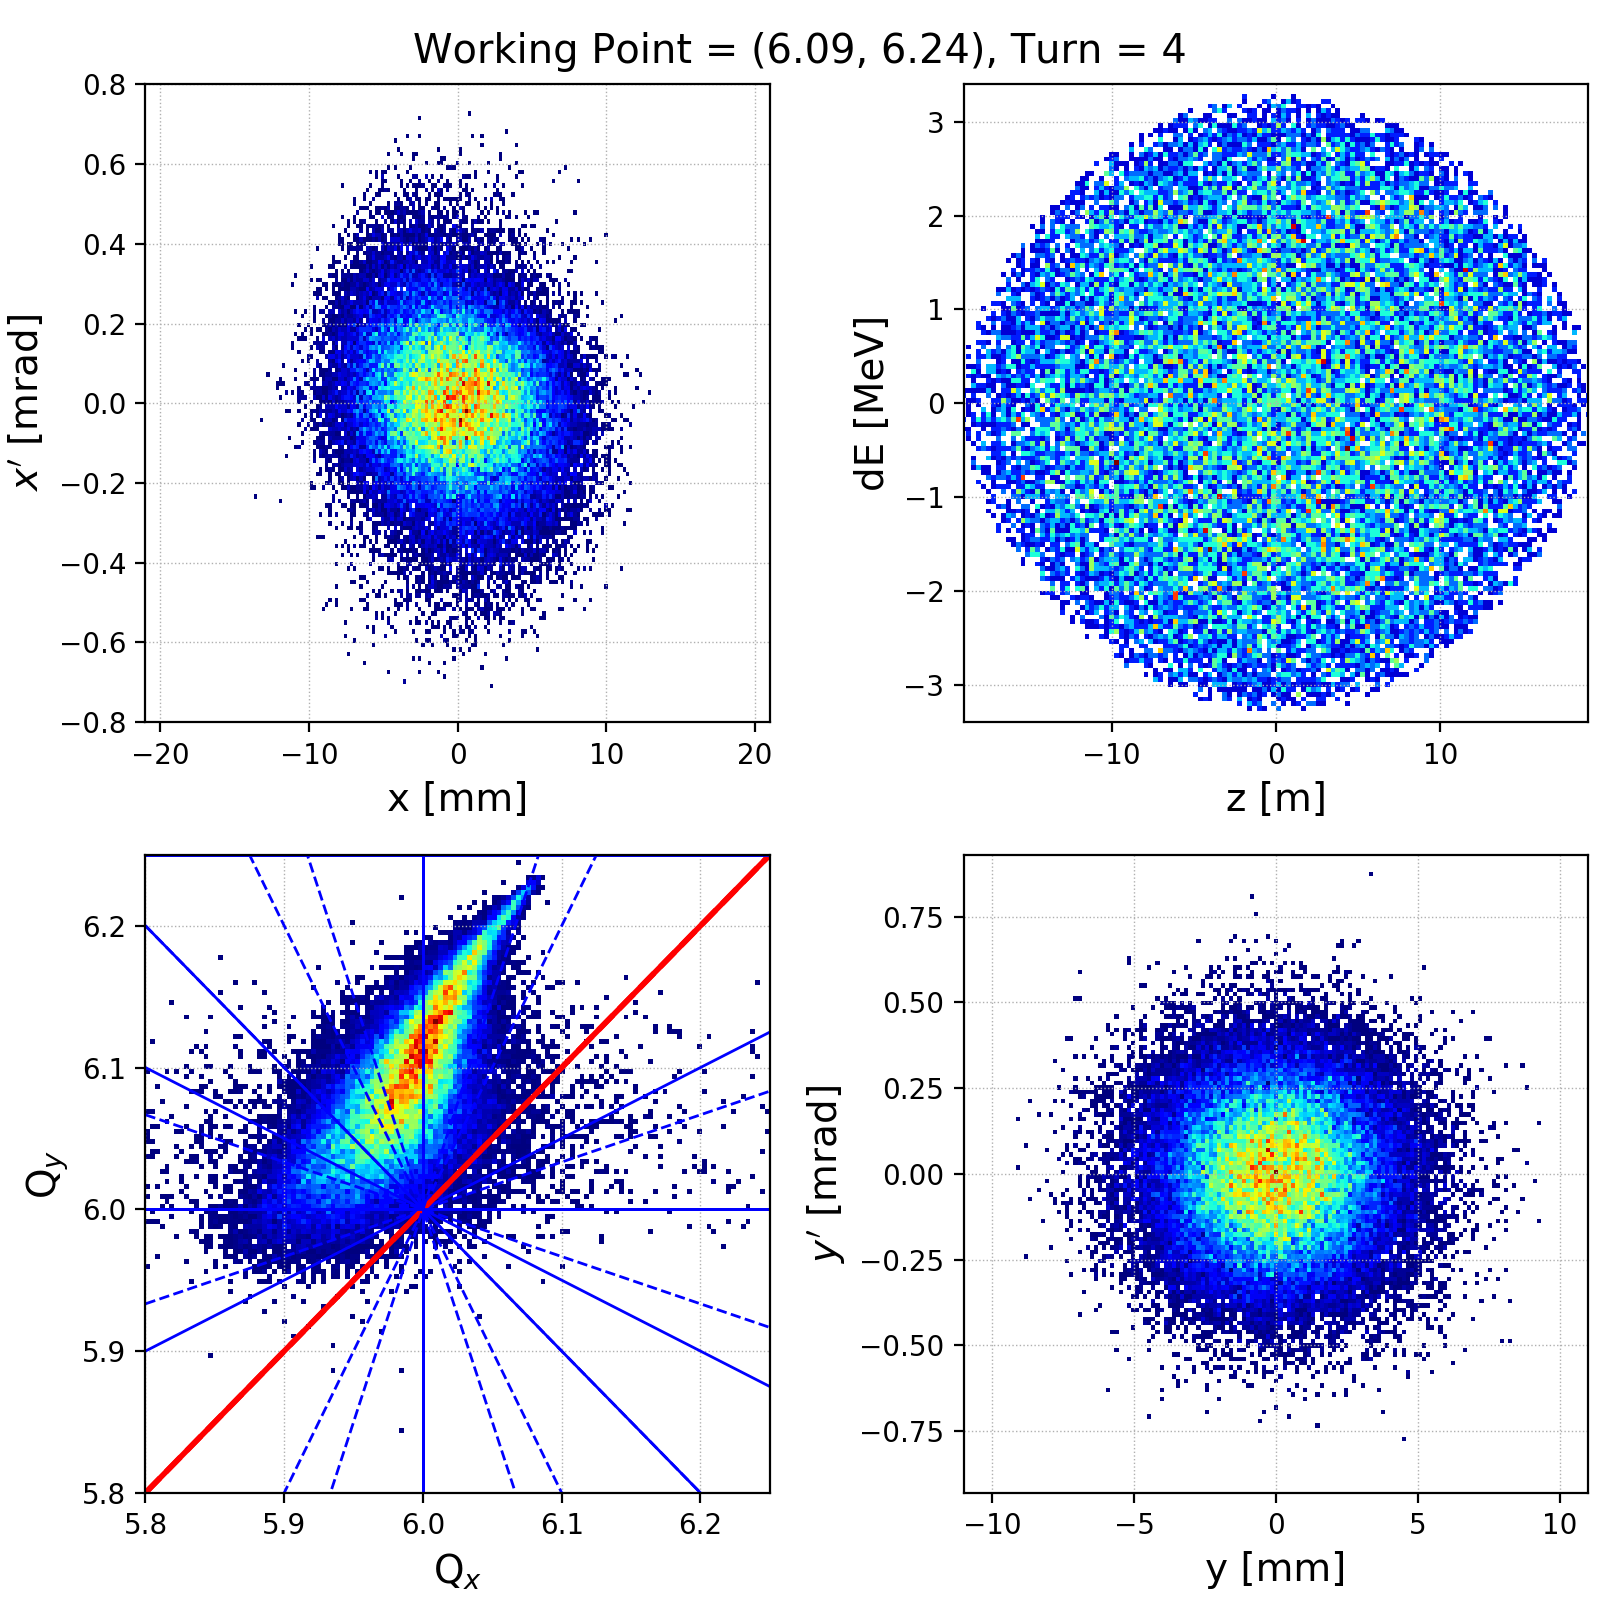 Working Point = (6.09, 6.24), Turn = 4
0.8
0.6
0.4
0.2
0.0
−0.2
−0.4
−0.6
−0.8
x′ [mrad]
−20 −10 0 10 20
x [mm]
3
2
1
0
−1
−2
−3
dE [MeV]
−10 0 10
z [m]
6.2
6.1
6.0
5.9
5.8
Qy
5.8 5.9 6.0 6.1 6.2
Qx
0.75
0.50
0.25
0.00
−0.25
−0.50
−0.75
y′ [mrad]
−10 −5 0 5 10
y [mm]